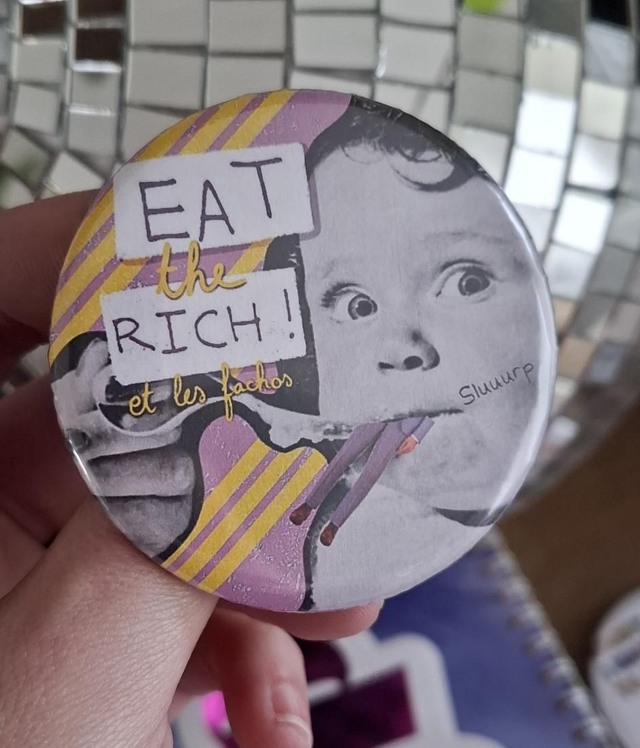 EAT
the
RICH!
et les fachos
Sluuurp